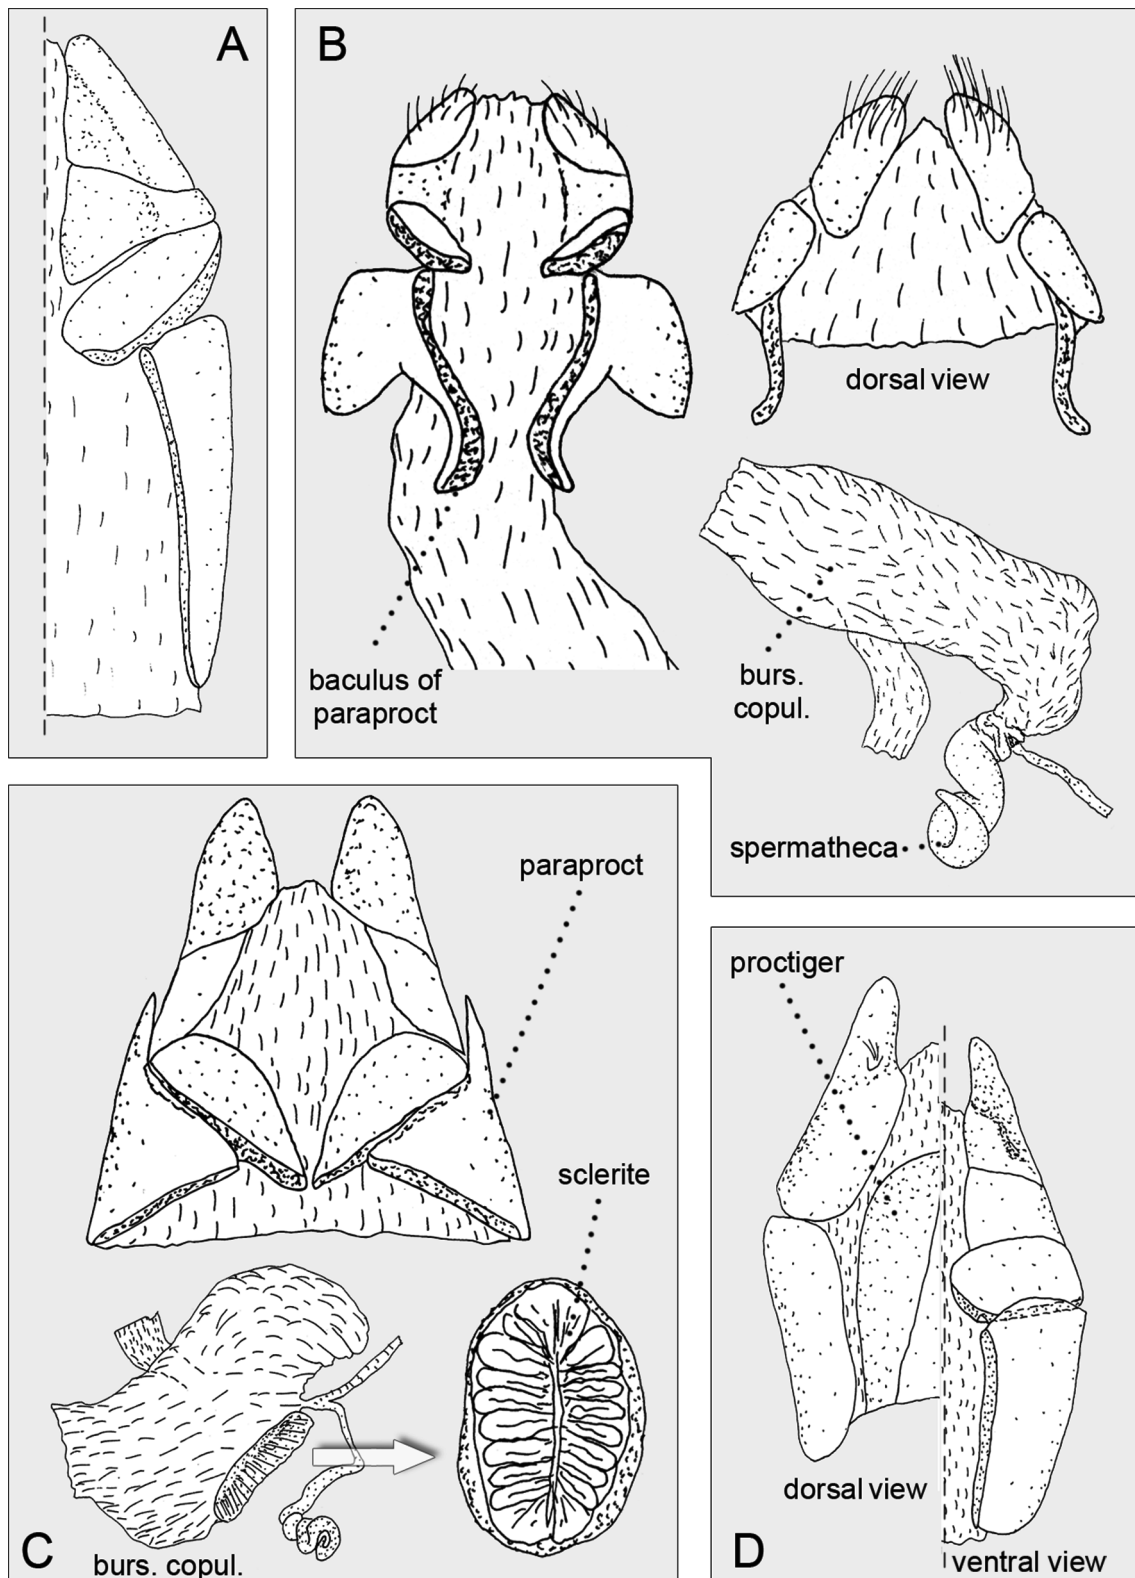 A
B
dorsal view
baculus of
paraproct
burs.
copul.
spermatheca
paraproct
sclerite
C
burs. copul.
proctiger
dorsal view
D
ventral view